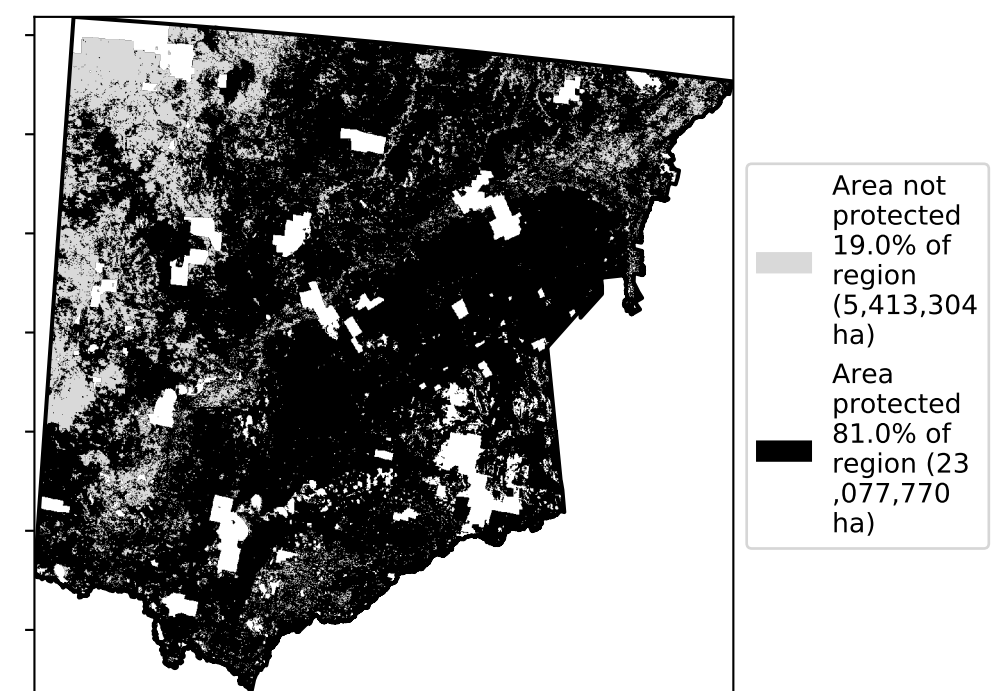 Area not
protected
19.0% of
region
(5,413,304
ha)
Area
protected
81.0% of
region (23
,077,770
ha)